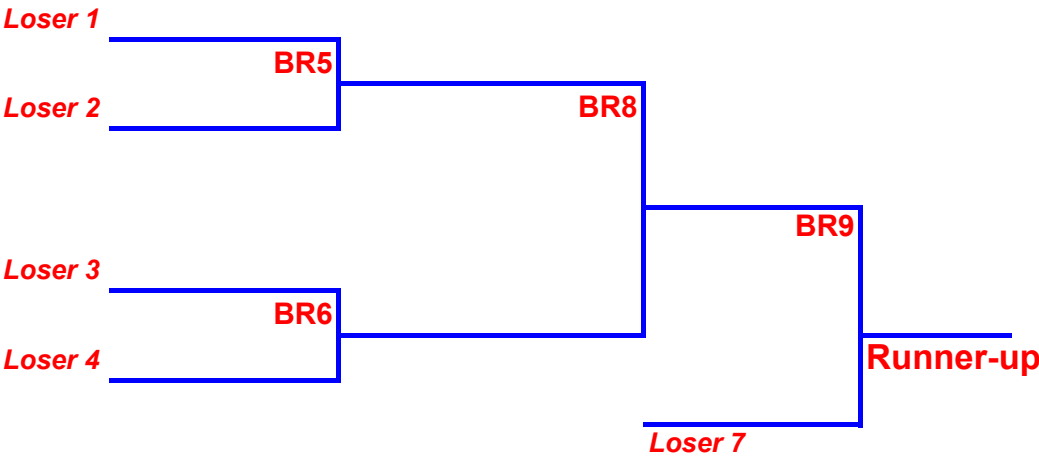 Loser 1
BR5
Loser 2
BR8
BR9
Loser 3
BR6
Loser 4
Runner-up
Loser 7